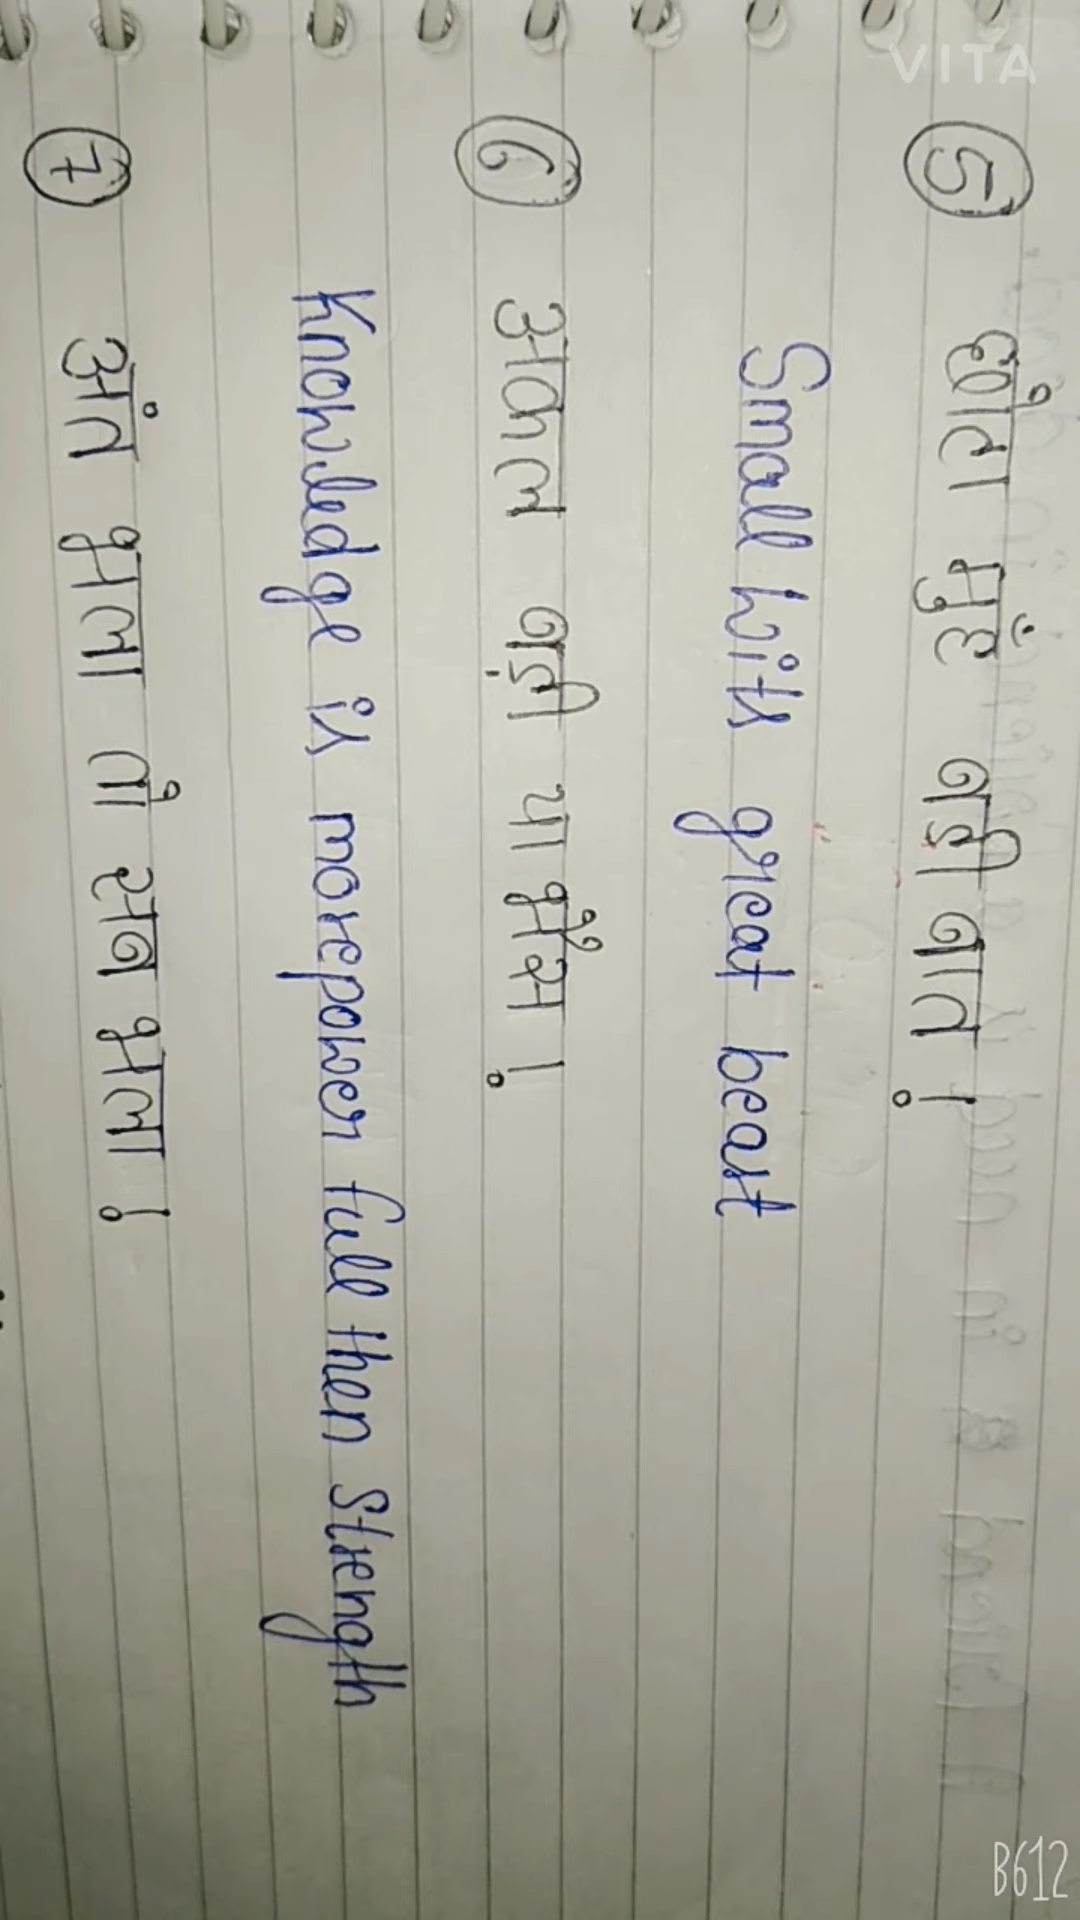 VITA
5 छोटा मुँह बड़ी बात !
Small wits great boast
6 अकल बड़ी या भैंस !
Knowledge is morepower full then strength
7 अंत भला तो सब भला !
B612